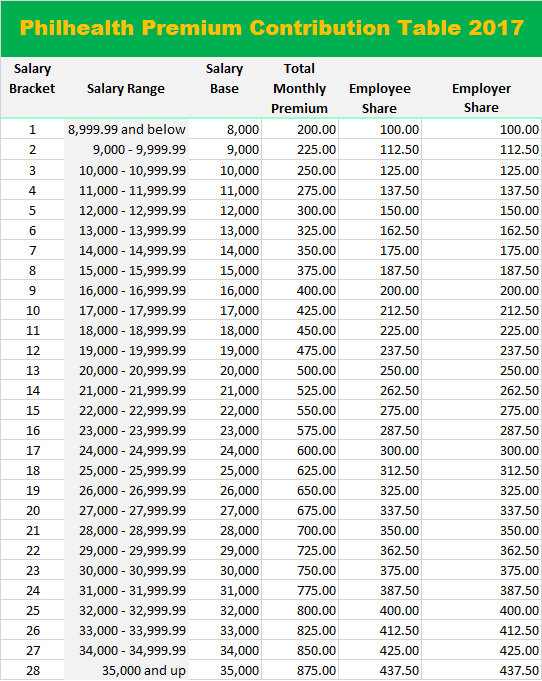 Philhealth Premium Contribution Table 2017
Salary Bracket Salary Range Salary Base Total Monthly Premium Employee Share Employer Share
1 8,999.99 and below 8,000 200.00 100.00 100.00
2 9,000 - 9,999.99 9,000 225.00 112.50 112.50
3 10,000 - 10,999.99 10,000 250.00 125.00 125.00
4 11,000 - 11,999.99 11,000 275.00 137.50 137.50
5 12,000 - 12,999.99 12,000 300.00 150.00 150.00
6 13,000 - 13,999.99 13,000 325.00 162.50 162.50
7 14,000 - 14,999.99 14,000 350.00 175.00 175.00
8 15,000 - 15,999.99 15,000 375.00 187.50 187.50
9 16,000 - 16,999.99 16,000 400.00 200.00 200.00
10 17,000 - 17,999.99 17,000 425.00 212.50 212.50
11 18,000 - 18,999.99 18,000 450.00 225.00 225.00
12 19,000 - 19,999.99 19,000 475.00 237.50 237.50
13 20,000 - 20,999.99 20,000 500.00 250.00 250.00
14 21,000 - 21,999.99 21,000 525.00 262.50 262.50
15 22,000 - 22,999.99 22,000 550.00 275.00 275.00
16 23,000 - 23,999.99 23,000 575.00 287.50 287.50
17 24,000 - 24,999.99 24,000 600.00 300.00 300.00
18 25,000 - 25,999.99 25,000 625.00 312.50 312.50
19 26,000 - 26,999.99 26,000 650.00 325.00 325.00
20 27,000 - 27,999.99 27,000 675.00 337.50 337.50
21 28,000 - 28,999.99 28,000 700.00 350.00 350.00
22 29,000 - 29,999.99 29,000 725.00 362.50 362.50
23 30,000 - 30,999.99 30,000 750.00 375.00 375.00
24 31,000 - 31,999.99 31,000 775.00 387.50 387.50
25 32,000 - 32,999.99 32,000 800.00 400.00 400.00
26 33,000 - 33,999.99 33,000 825.00 412.50 412.50
27 34,000 - 34,999.99 34,000 850.00 425.00 425.00
28 35,000 and up 35,000 875.00 437.50 437.50